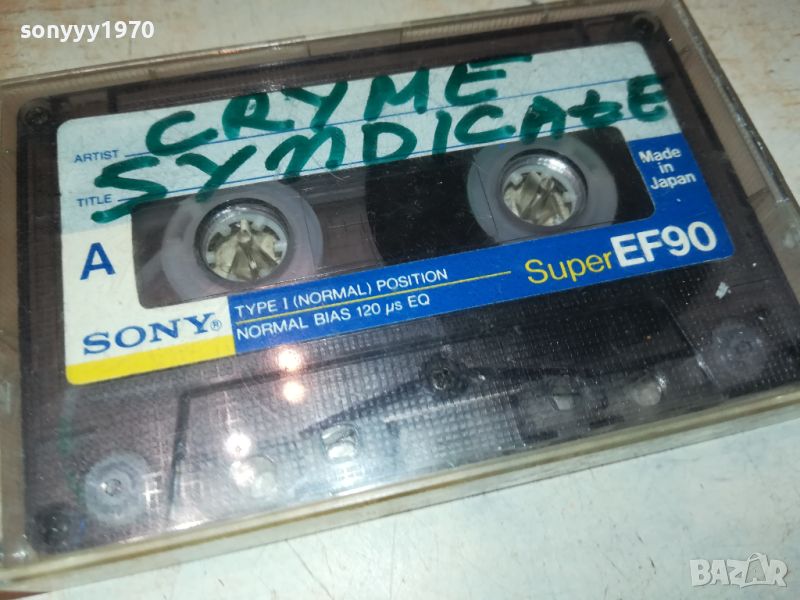 sonyyy1970
CRYME
ARTIST
SYNDICATE
TITLE
Made
in
Japan
A
Super EF90
TYPE I (NORMAL) POSITION
SONY®
NORMAL BIAS 120 µs EQ
BAZAR